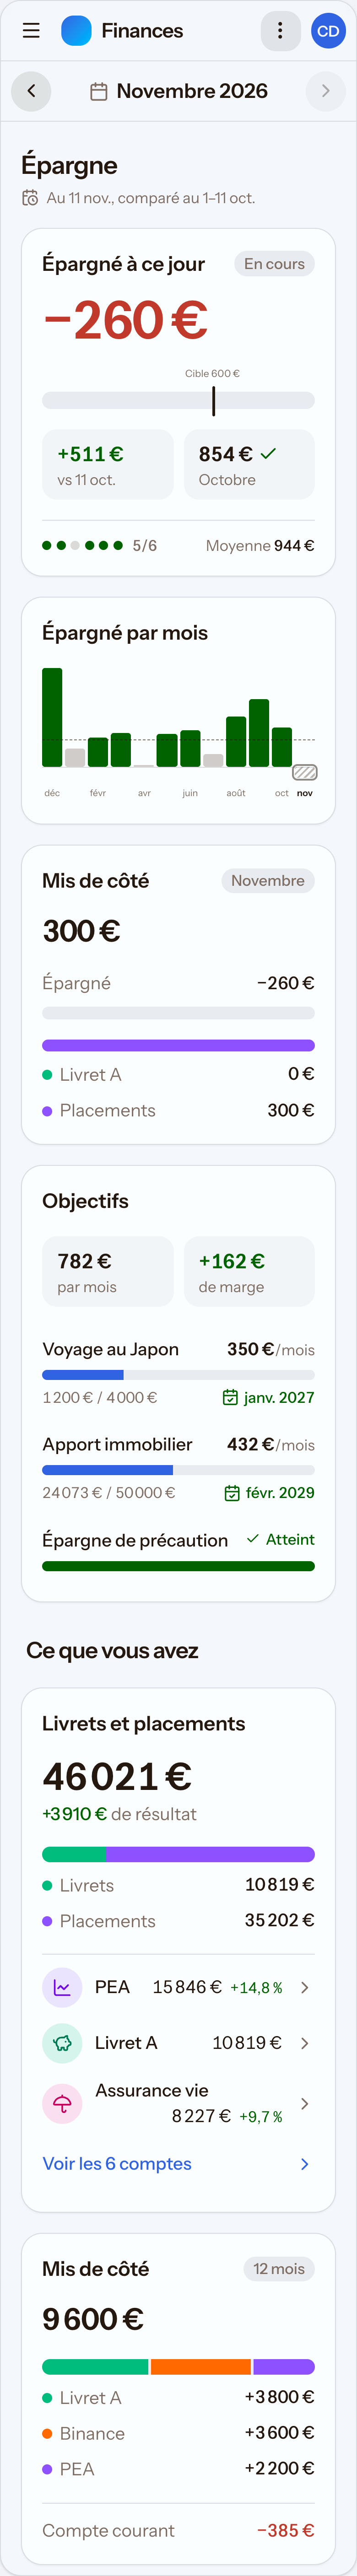 Finances
CD
Novembre 2026
Épargne
Au 11 nov., comparé au 1–11 oct.
Épargné à ce jour
En cours
−260 €
Cible 600 €
+511 €
vs 11 oct.
854 €
Octobre
5/6
Moyenne 944 €
Épargné par mois
déc févr avr juin août oct nov
Mis de côté
Novembre
300 €
Épargné −260 €
Livret A 0 €
Placements 300 €
Objectifs
782 €
par mois
+162 €
de marge
Voyage au Japon 350 €/mois
1 200 € / 4 000 € janv. 2027
Apport immobilier 432 €/mois
24 073 € / 50 000 € févr. 2029
Épargne de précaution Atteint
Ce que vous avez
Livrets et placements
46 021 €
+3 910 € de résultat
Livrets 10 819 €
Placements 35 202 €
PEA 15 846 € +14,8 %
Livret A 10 819 €
Assurance vie
8 227 € +9,7 %
Voir les 6 comptes
Mis de côté
12 mois
9 600 €
Livret A +3 800 €
Binance +3 600 €
PEA +2 200 €
Compte courant −385 €